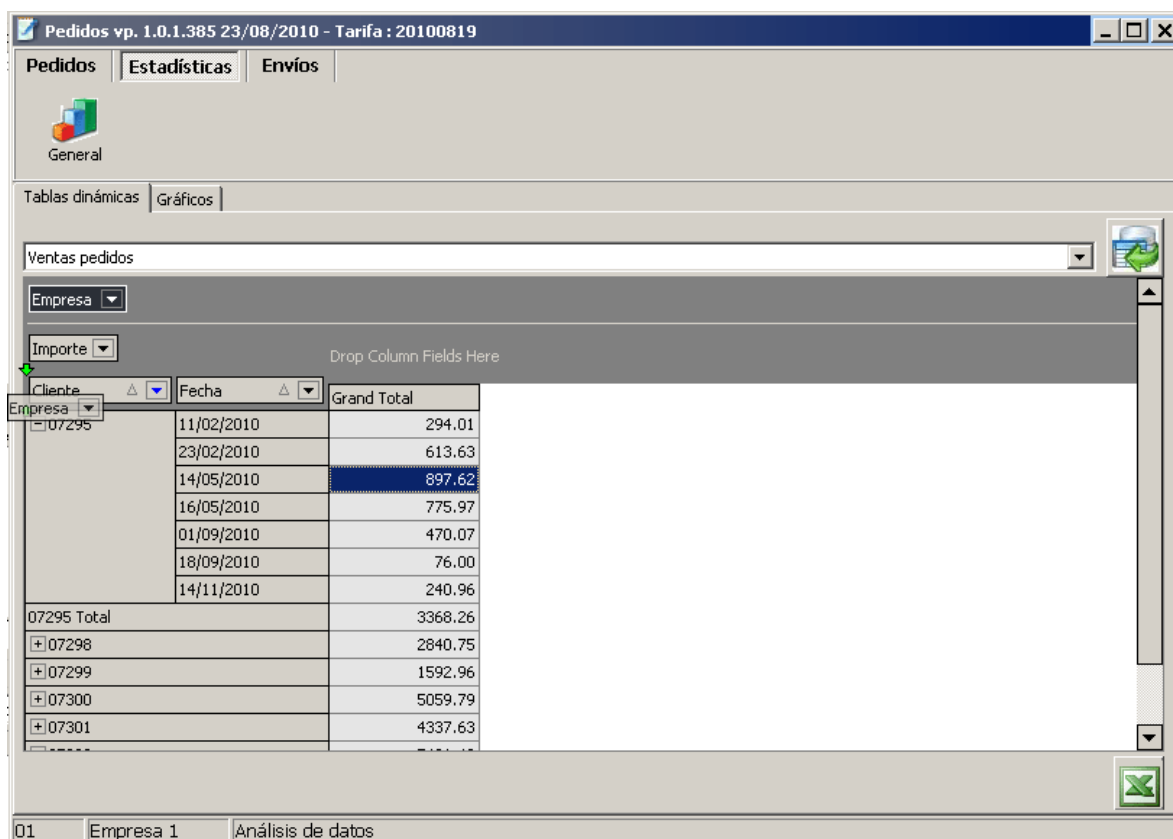 Pedidos vp. 1.0.1.385 23/08/2010 - Tarifa : 20100819
Pedidos Estadísticas Envíos
General
Tablas dinámicas Gráficos
Ventas pedidos
Empresa
Importe
Drop Column Fields Here
Cliente Fecha Grand Total
Empresa
07295 11/02/2010 294.01
23/02/2010 613.63
14/05/2010 897.62
16/05/2010 775.97
01/09/2010 470.07
18/09/2010 76.00
14/11/2010 240.96
07295 Total 3368.26
07298 2840.75
07299 1592.96
07300 5059.79
07301 4337.63
01 Empresa 1 Análisis de datos